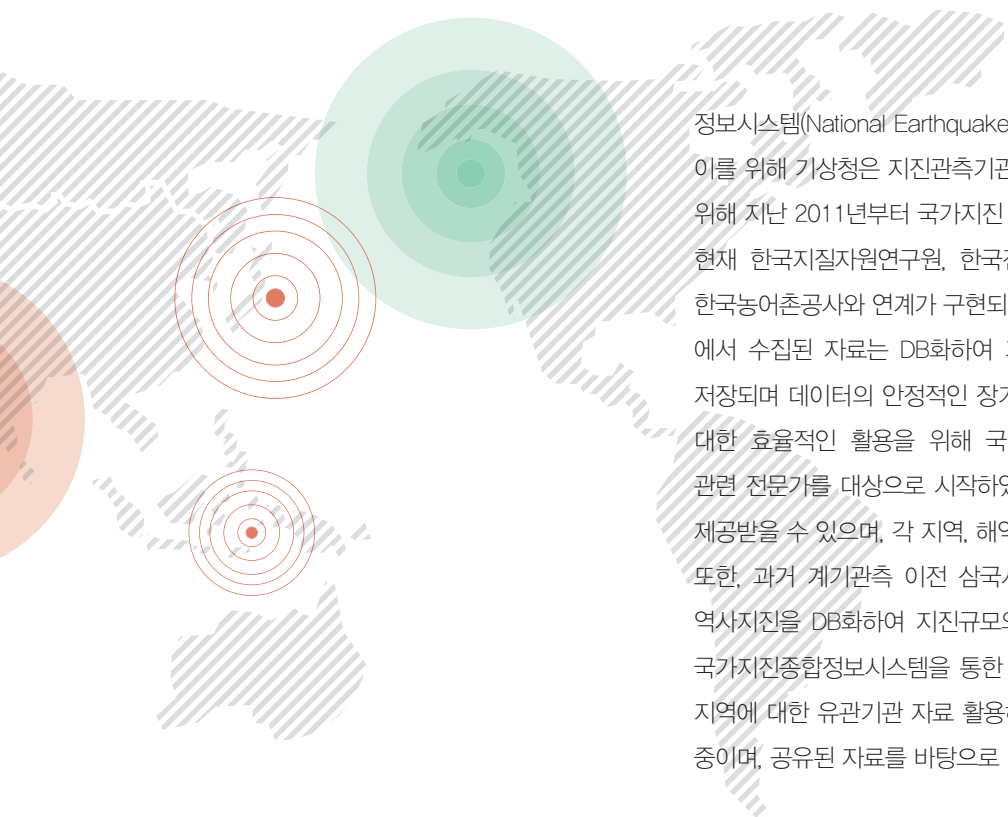 정보시스템(National Earthquake
이를 위해 기상청은 지진관측기관
위해 지난 2011년부터 국가지진
현재 한국지질자원연구원, 한국전
한국농어촌공사와 연계가 구현되
에서 수집된 자료는 DB화하여
저장되며 데이터의 안정적인 장기
대한 효율적인 활용을 위해 국
관련 전문가를 대상으로 시작하였
제공받을 수 있으며, 각 지역, 해역
또한, 과거 계기관측 이전 삼국사
역사지진을 DB화하여 지진규모와
국가지진종합정보시스템을 통한
지역에 대한 유관기관 자료 활용
중이며, 공유된 자료를 바탕으로